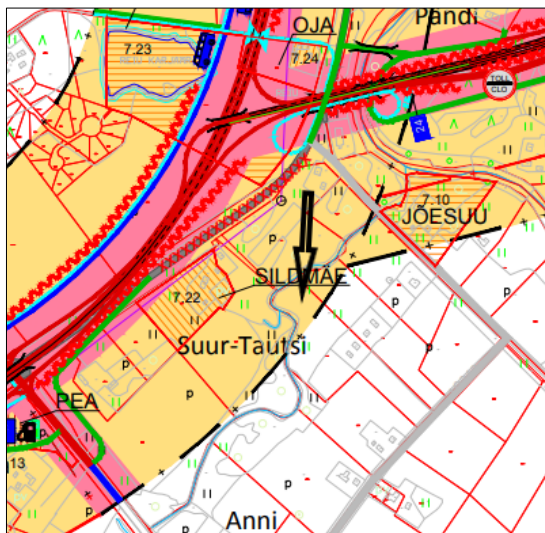 Pandi
OJA
7.23
7.24
TOLL
CLO
24
7.10
JÕESUU
p
SILDMÄE
p
7.22
p
Suur-Tautsi
p
p
PEA
p
13
p
p
Anni